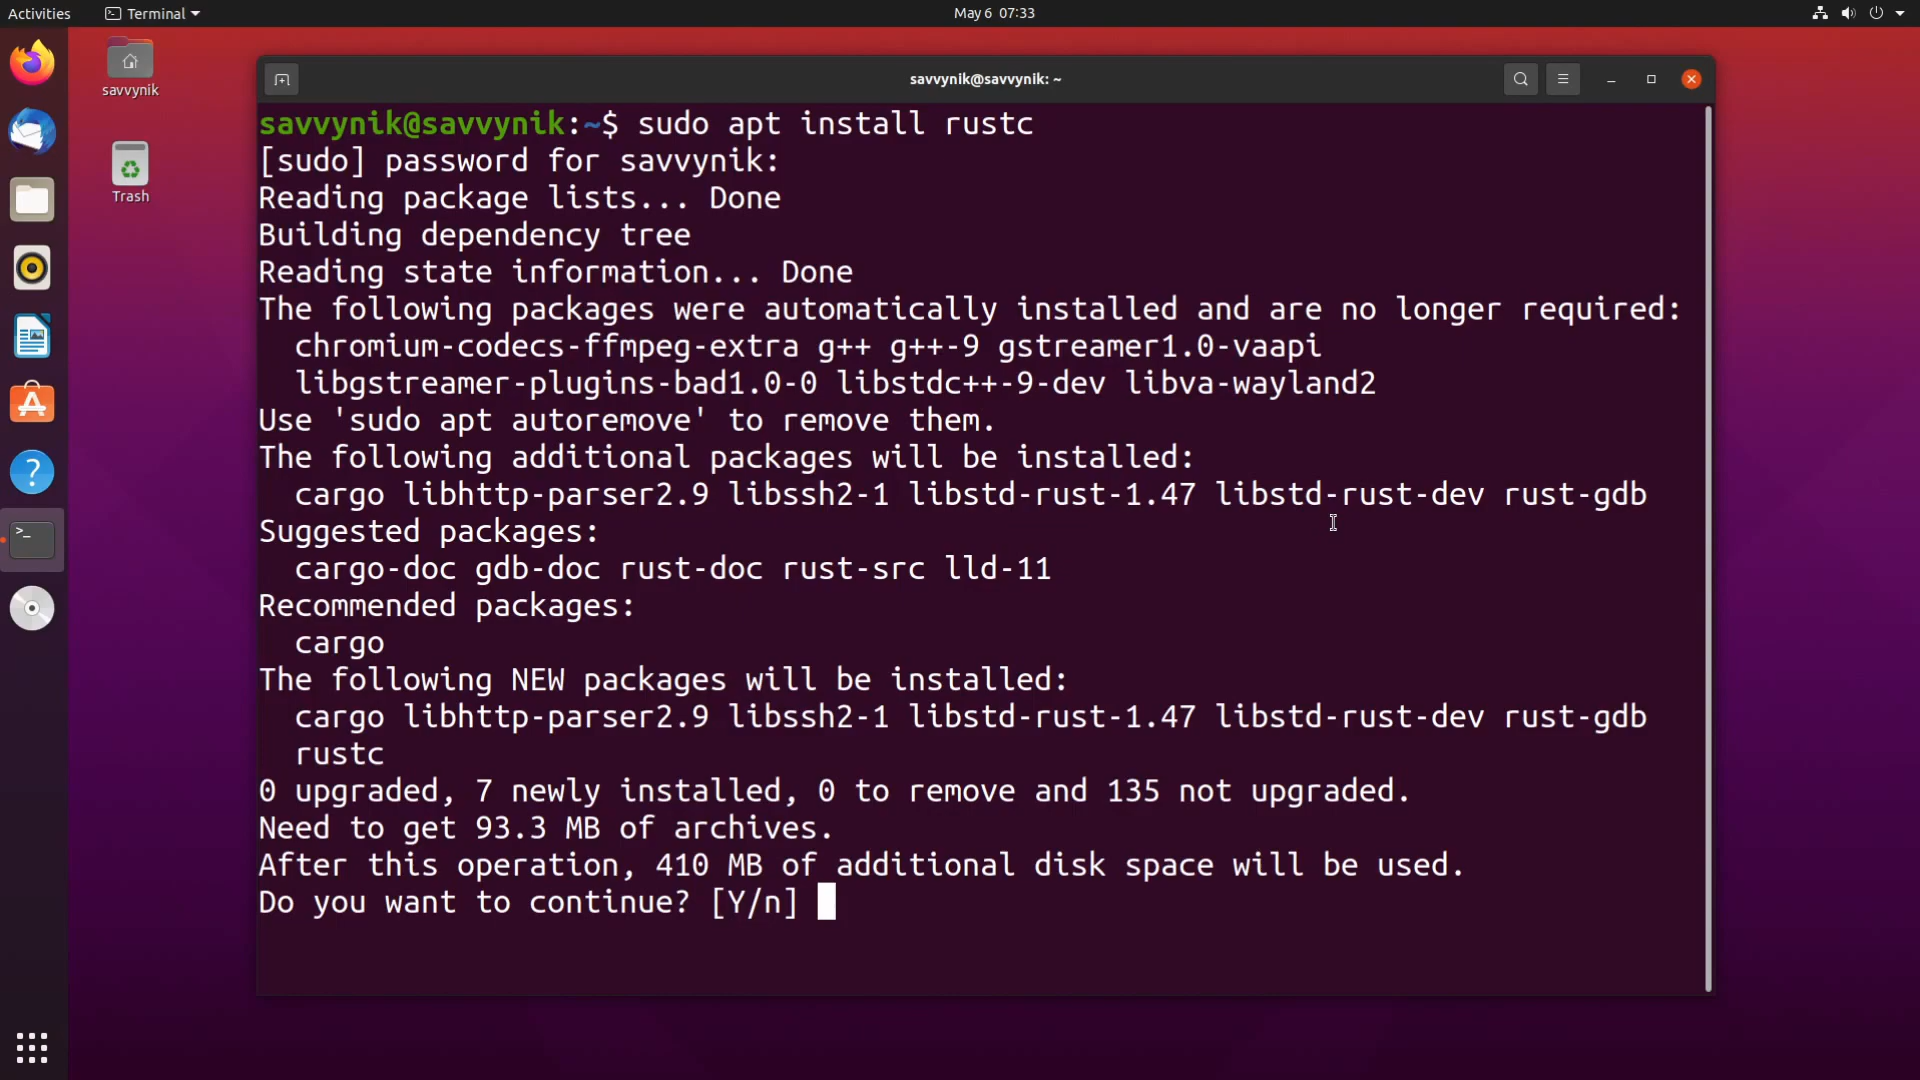 Activities
Terminal
May 6 07:33
savvynik
Trash
savvynik@savvynik: ~
savvynik@savvynik:~$ sudo apt install rustc
[sudo] password for savvynik:
Reading package lists... Done
Building dependency tree
Reading state information... Done
The following packages were automatically installed and are no longer required:
  chromium-codecs-ffmpeg-extra g++ g++-9 gstreamer1.0-vaapi
  libgstreamer-plugins-bad1.0-0 libstdc++-9-dev libva-wayland2
Use 'sudo apt autoremove' to remove them.
The following additional packages will be installed:
  cargo libhttp-parser2.9 libssh2-1 libstd-rust-1.47 libstd-rust-dev rust-gdb
Suggested packages:
  cargo-doc gdb-doc rust-doc rust-src lld-11
Recommended packages:
  cargo
The following NEW packages will be installed:
  cargo libhttp-parser2.9 libssh2-1 libstd-rust-1.47 libstd-rust-dev rust-gdb
  rustc
0 upgraded, 7 newly installed, 0 to remove and 135 not upgraded.
Need to get 93.3 MB of archives.
After this operation, 410 MB of additional disk space will be used.
Do you want to continue? [Y/n]